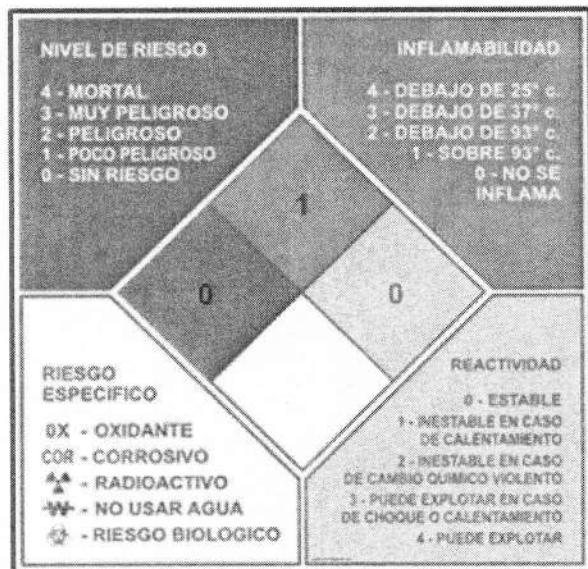 NIVEL DE RIESGO
4 - MORTAL
3 - MUY PELIGROSO
2 - PELIGROSO
1 - POCO PELIGROSO
0 - SIN RIESGO
INFLAMABILIDAD
4 - DEBAJO DE 25° c.
3 - DEBAJO DE 37° c.
2 - DEBAJO DE 93° c.
1 - SOBRE 93° c.
0 - NO SE
INFLAMA
1
0
0
RIESGO
ESPECIFICO
OX - OXIDANTE
COR - CORROSIVO
- RADIOACTIVO
W - NO USAR AGUA
- RIESGO BIOLOGICO
REACTIVIDAD
0 - ESTABLE
1 - INESTABLE EN CASO
DE CALENTAMIENTO
2 - INESTABLE EN CASO
DE CAMBIO QUIMICO VIOLENTO
3 - PUEDE EXPLOTAR EN CASO
DE CHOQUE O CALENTAMIENTO
4 - PUEDE EXPLOTAR